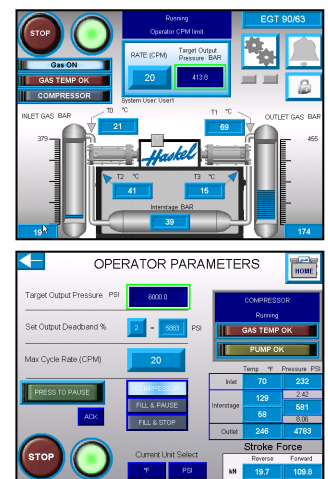 Running
Operator CPM limit
EGT
90/63
STOP
RATE (CPM)
Target Output
Pressure BAR
20
413.8
Gas ON
GAS TEMP OK
COMPRESSOR
System User: User1
INLET GAS BAR
T0 °C
21
T1 °C
69
OUTLET GAS BAR
379
455
Haskel
T2 °C
41
T3 °C
15
Interstage BAR
39
19
174
OPERATOR PARAMETERS
HOME
Target Output Pressure PSI
6000.0
COMPRESSOR
Running
GAS TEMP OK
PUMP OK
Set Output Deadband %
2 = 5883 PSI
Max Cycle Rate (CPM)
20
Temp °F Pressure PSI
Inlet 70 232
2.42
Interstage 129 581
58
8.06
Outlet 246 4783
PRESS TO PAUSE
COMPRESSOR
FILL & PAUSE
FILL & STOP
ACK
STOP
Current Unit Select
°F PSI
Stroke Force
Reverse Forward
kN 19.7 109.8